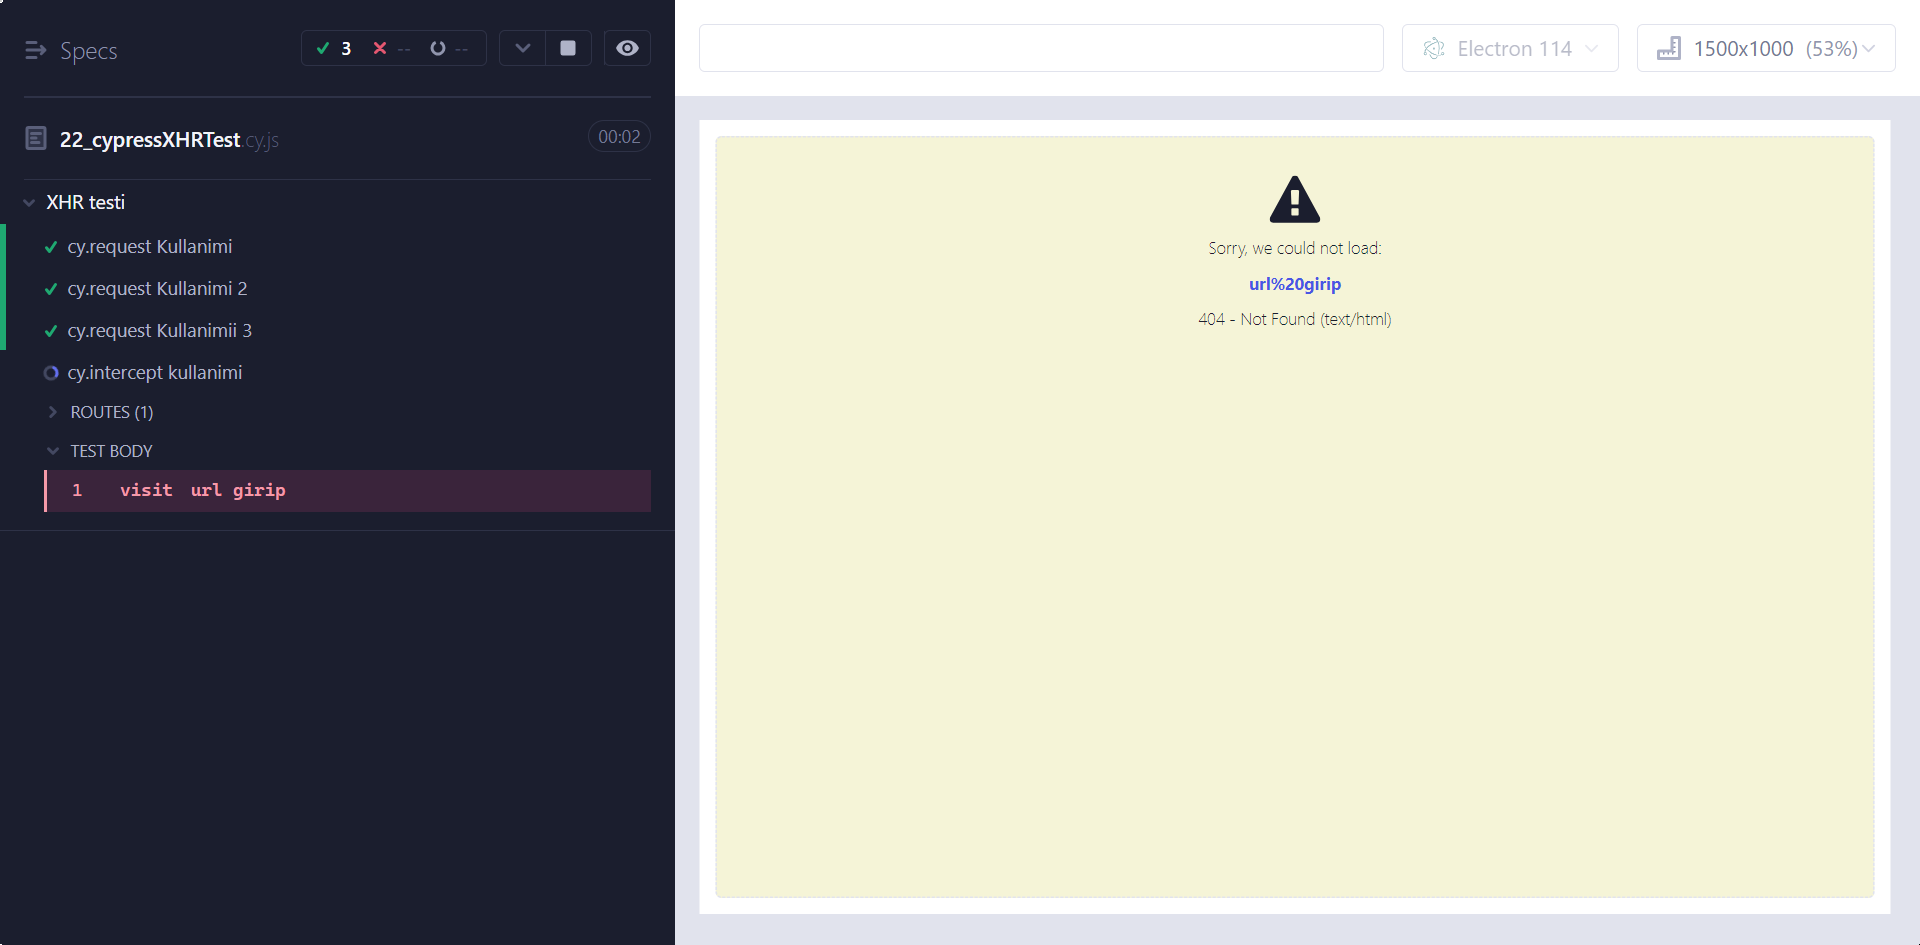 Specs
3 -- --
22_cypressXHRTest.cy.js
00:02
XHR testi
cy.request Kullanimi
cy.request Kullanimi 2
cy.request Kullanimii 3
cy.intercept kullanimi
ROUTES (1)
TEST BODY
1 visit url girip
Electron 114
1500x1000 (53%)
Sorry, we could not load:
url%20girip
404 - Not Found (text/html)